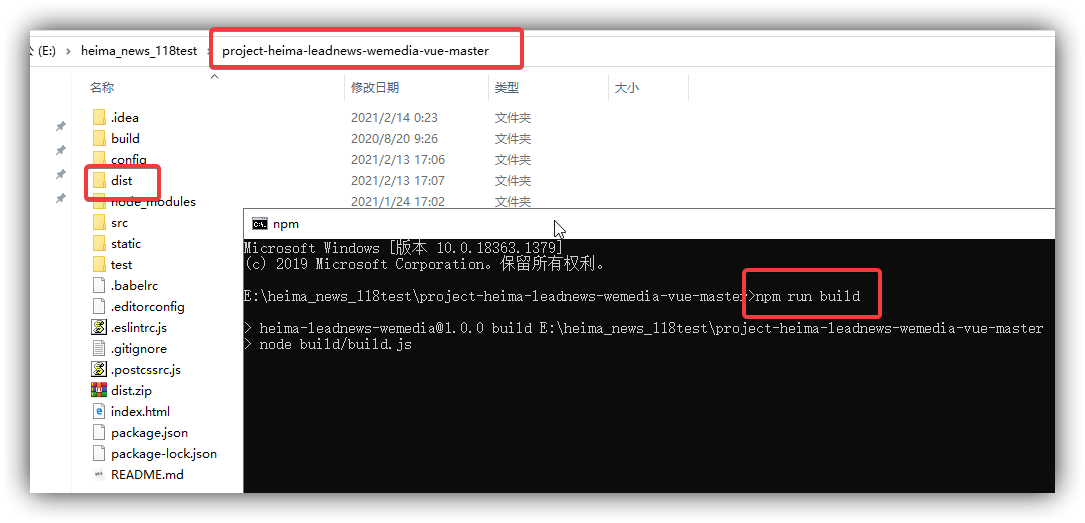 (E:) > heima_news_118test > project-heima-leadnews-wemedia-vue-master
名称 修改日期 类型 大小
.idea 2021/2/14 0:23 文件夹
build 2020/8/20 9:26 文件夹
config 2021/2/13 17:06 文件夹
dist 2021/2/13 17:07 文件夹
node_modules 2021/1/24 17:02 文件夹
src
static
test
.babelrc
.editorconfig
.eslintrc.js
.gitignore
.postcssrc.js
dist.zip
index.html
package.json
package-lock.json
README.md
npm
Microsoft Windows [版本 10.0.18363.1379]
(c) 2019 Microsoft Corporation。保留所有权利。
E:\heima_news_118test\project-heima-leadnews-wemedia-vue-master>npm run build
> heima-leadnews-wemedia@1.0.0 build E:\heima_news_118test\project-heima-leadnews-wemedia-vue-master
> node build/build.js